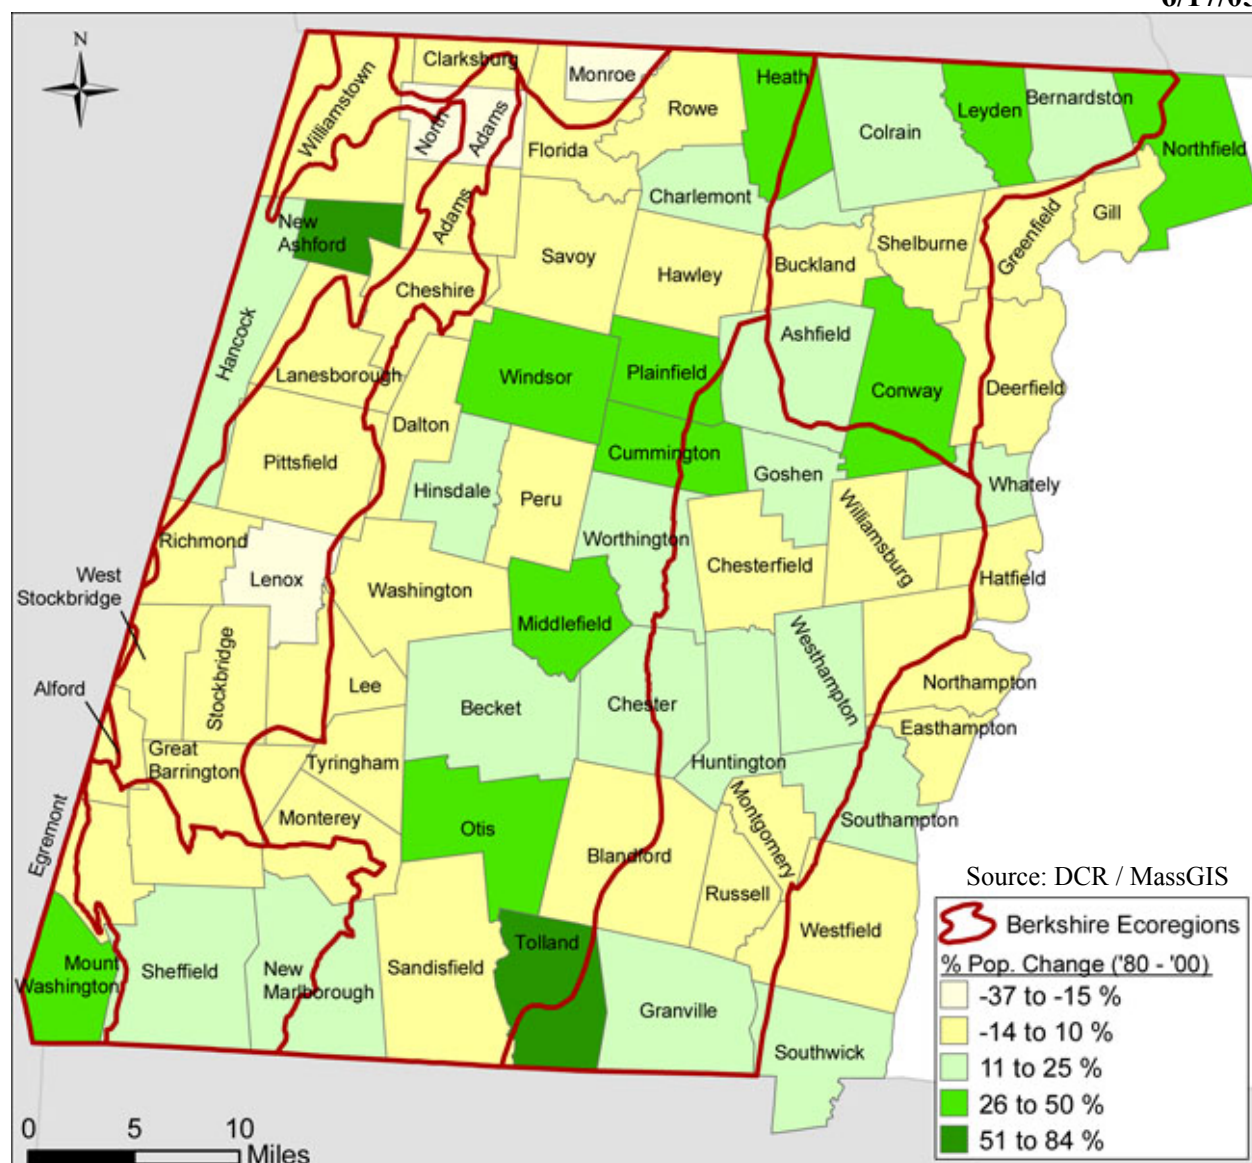 6/17/05
N
Clarksburg
Monroe
Williamstown
North
Adams
Florida
Rowe
Heath
Colrain
Leyden
Bernardston
Northfield
Charlemont
New
Ashford
Adams
Savoy
Hawley
Buckland
Shelburne
Greenfield
Gill
Cheshire
Hancock
Lanesborough
Windsor
Plainfield
Ashfield
Conway
Deerfield
Dalton
Pittsfield
Hinsdale
Peru
Cummington
Goshen
Whately
Worthington
Williamsburg
Richmond
Lenox
West
Stockbridge
Washington
Chesterfield
Hatfield
Middlefield
Stockbridge
Alford
Lee
Becket
Chester
Westhampton
Northampton
Easthampton
Great
Barrington
Tyringham
Huntington
Monterey
Otis
Montgomery
Southampton
Egremont
Blandford
Russell
Westfield
Mount
Washington
Sheffield
New
Marlborough
Sandisfield
Tolland
Granville
Southwick
Source: DCR / MassGIS
Berkshire Ecoregions
% Pop. Change ('80 - '00)
-37 to -15 %
-14 to 10 %
11 to 25 %
26 to 50 %
51 to 84 %
0 5 10
Miles